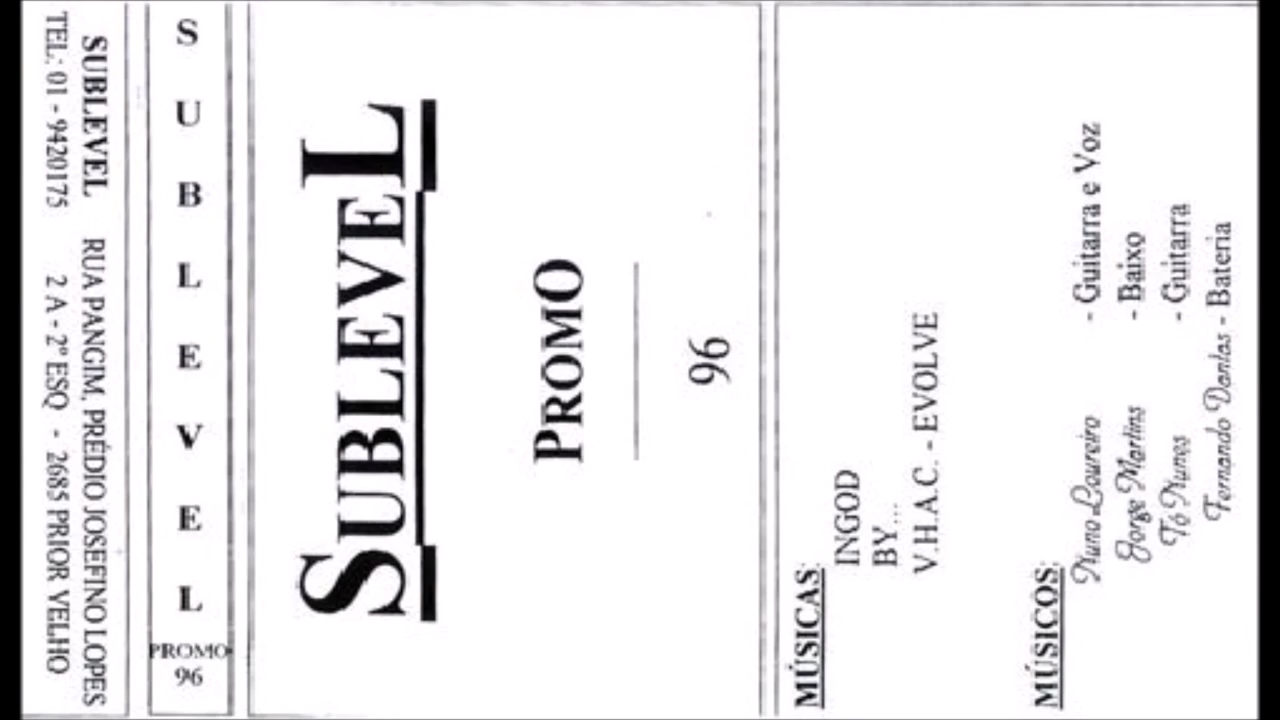 SUBLEVEL RUA PANGIM, PRÉDIO JOSEFINO LOPES
TEL: 01 - 9420175 2 A - 2º ESQ - 2685 PRIOR VELHO
SUBLEVEL
PROMO
96
SUBLEVEL
PROMO
96
MÚSICAS:
INGOD
BY...
V.H.A.C. - EVOLVE
MÚSICOS:
Nuno Loureiro - Guitarra e Voz
Jorge Martins - Baixo
Tó Nunes - Guitarra
Fernando Dantas - Bateria